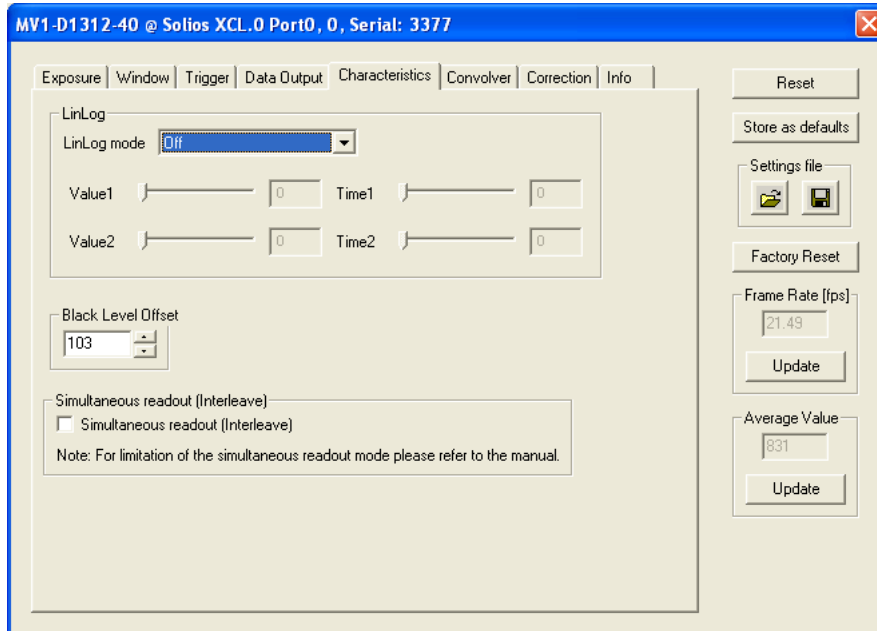 MV1-D1312-40 @ Solios XCL.0 Port0, 0, Serial: 3377
Exposure Window Trigger Data Output Characteristics Convolver Correction Info
LinLog
LinLog mode Off
Value1 0 Time1 0
Value2 0 Time2 0
Black Level Offset
103
Simultaneous readout (Interleave)
Simultaneous readout (Interleave)
Note: For limitation of the simultaneous readout mode please refer to the manual.
Reset
Store as defaults
Settings file
Factory Reset
Frame Rate [fps]
21.49
Update
Average Value
831
Update